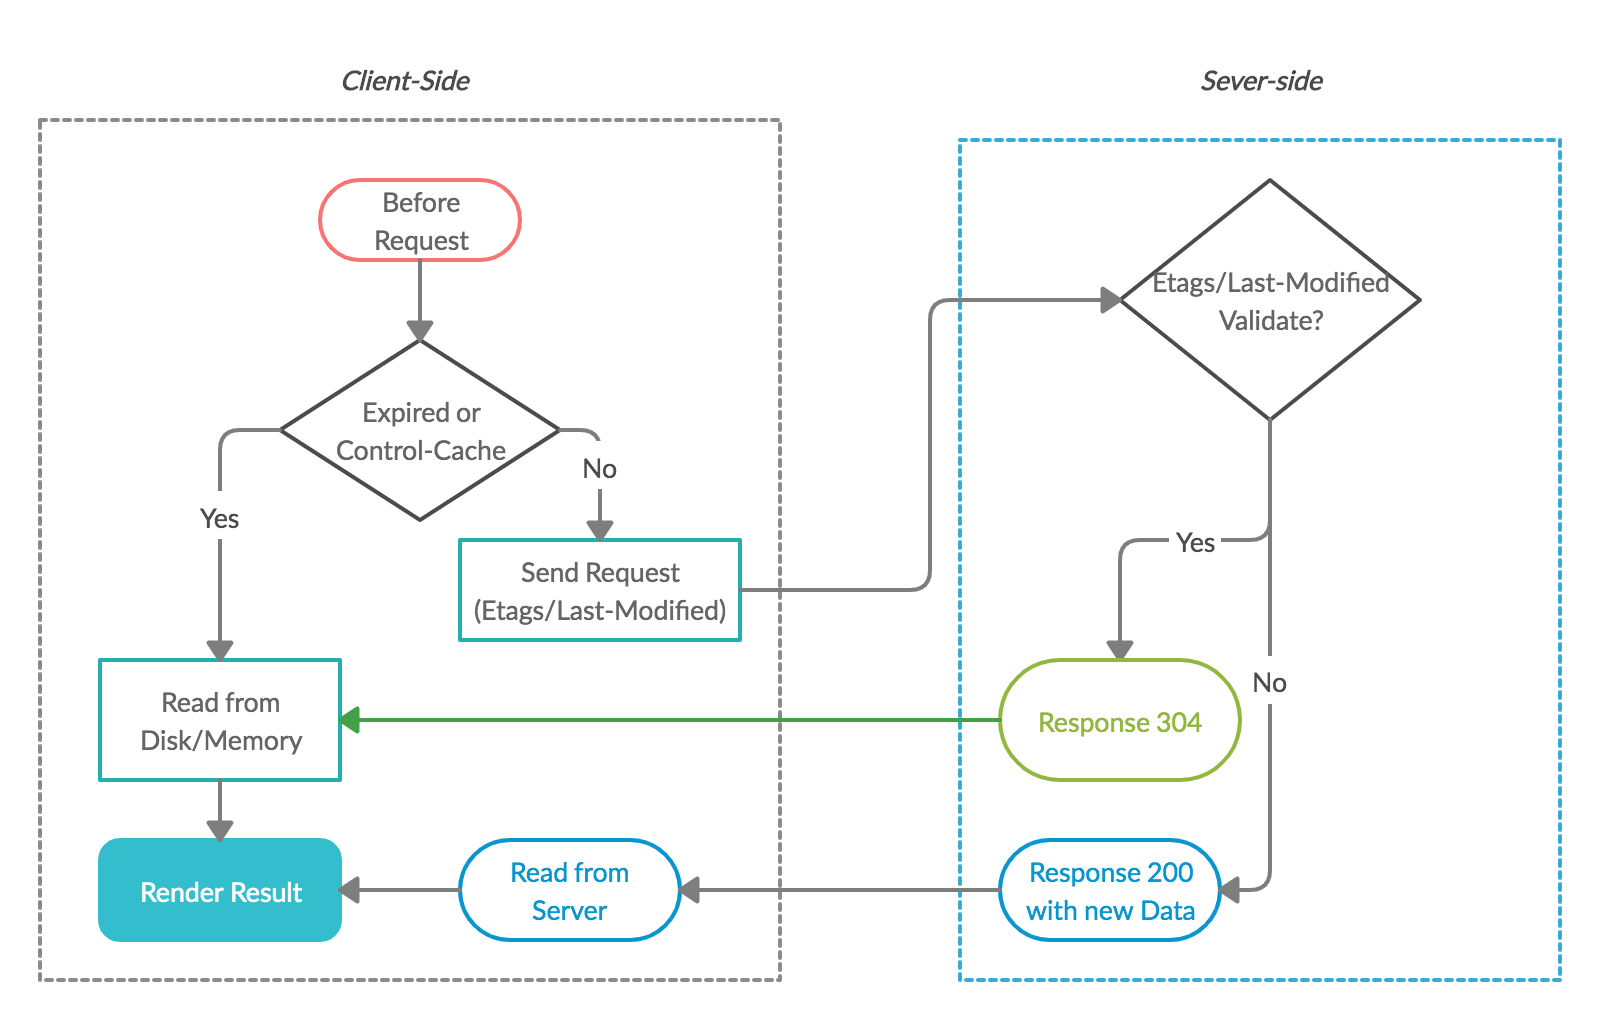 Client-Side
Sever-side
Before
Request
Etags/Last-Modified
Validate?
Expired or
Control-Cache
No
Yes
Yes
Send Request
(Etags/Last-Modified)
No
Read from
Disk/Memory
Response 304
Render Result
Read from
Server
Response 200
with new Data